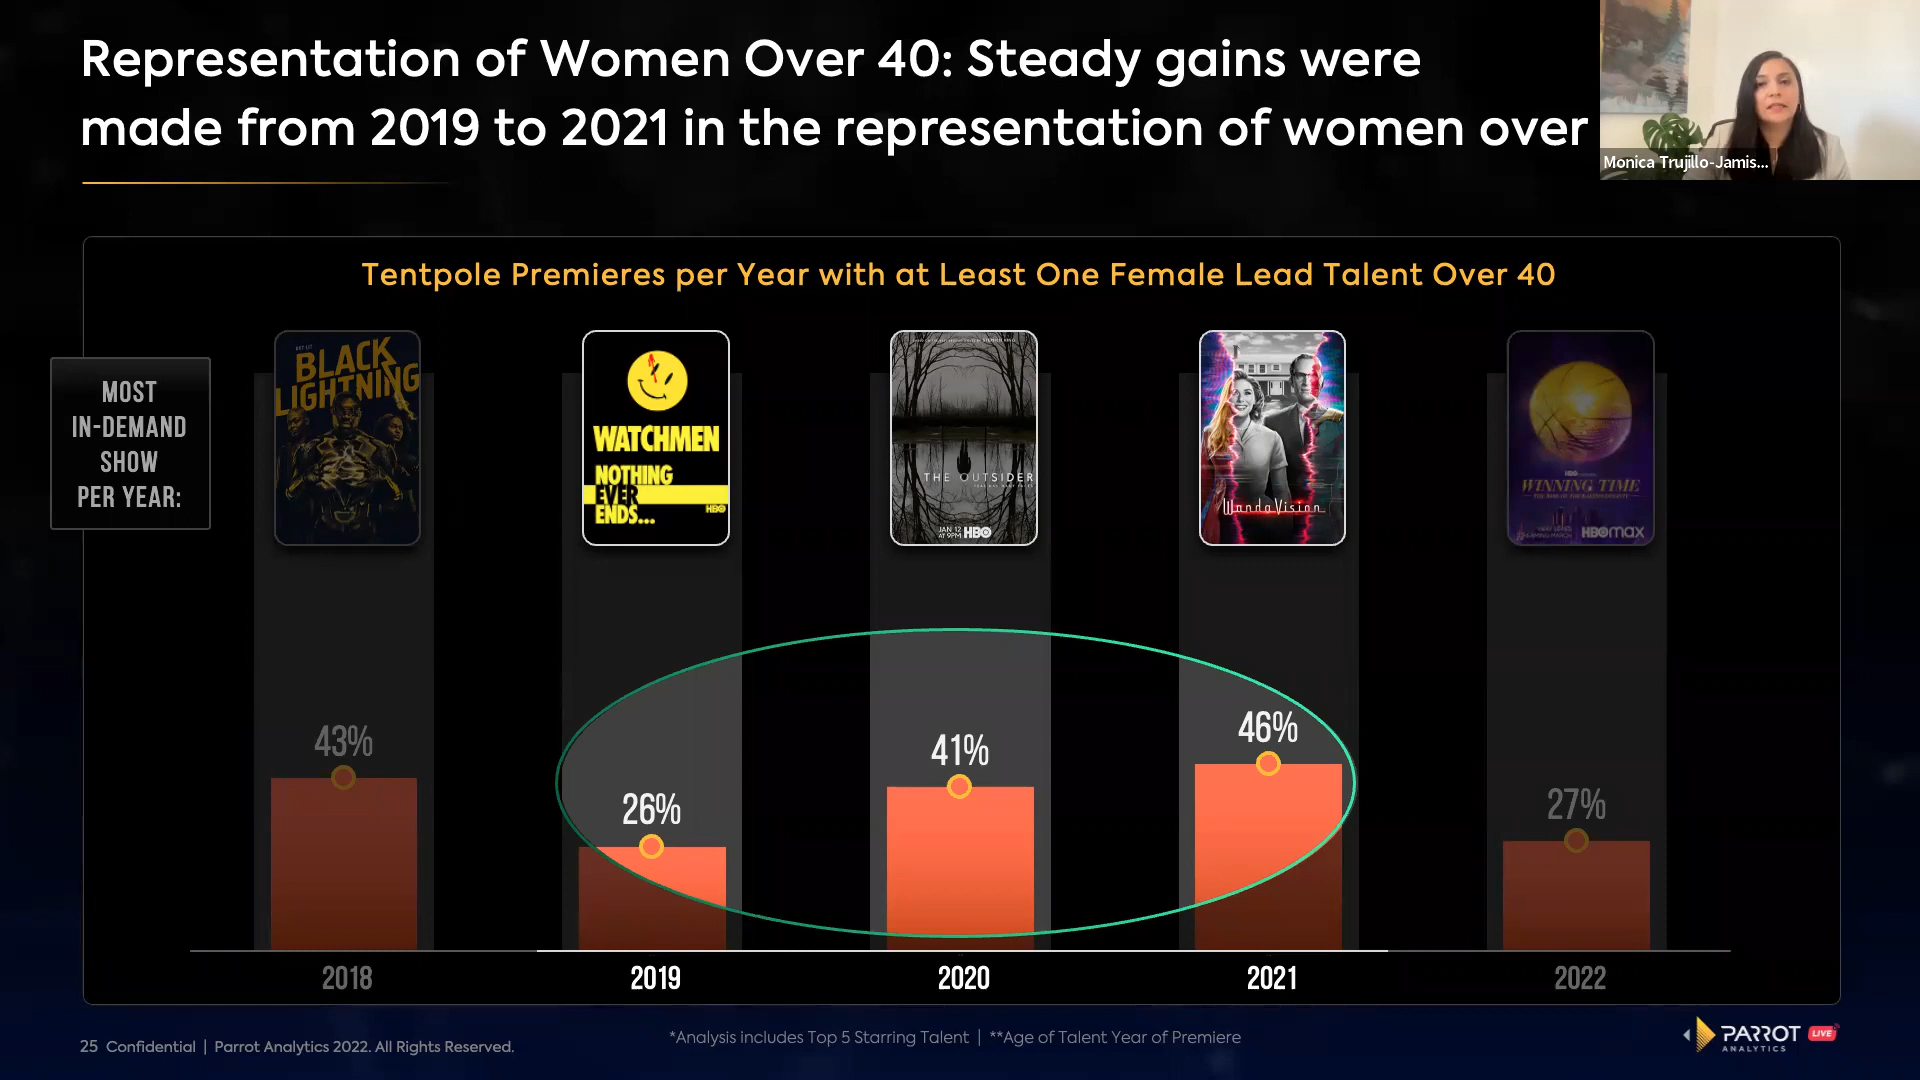 Representation of Women Over 40: Steady gains were
made from 2019 to 2021 in the representation of women over
Monica Trujillo-Jamis...
Tentpole Premieres per Year with at Least One Female Lead Talent Over 40
MOST
IN-DEMAND
SHOW
PER YEAR:
BLACK
LIGHTNING
WATCHMEN
NOTHING
EVER
ENDS...
HBO
THE OUTSIDER
JAN 12
AT 9PM HBO
WandaVision
HBO
WINNING TIME
HBOMAX
43%
26%
41%
46%
27%
2018
2019
2020
2021
2022
25 Confidential | Parrot Analytics 2022. All Rights Reserved.
*Analysis includes Top 5 Starring Talent | **Age of Talent Year of Premiere
PARROT
ANALYTICS
LIVE